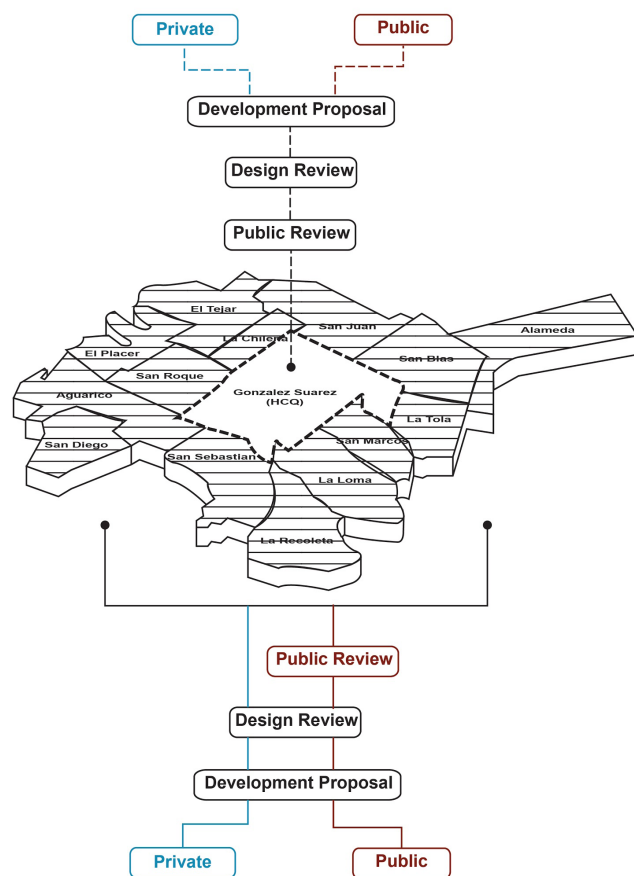 Private
Public
Development Proposal
Design Review
Public Review
El Tejar
San Juan
Alameda
La Chilena
El Placer
San Blas
San Roque
Gonzalez Suarez
(HCQ)
Aguarico
La Tola
San Diego
San Marcos
San Sebastian
La Loma
La Recoleta
Public Review
Design Review
Development Proposal
Private
Public